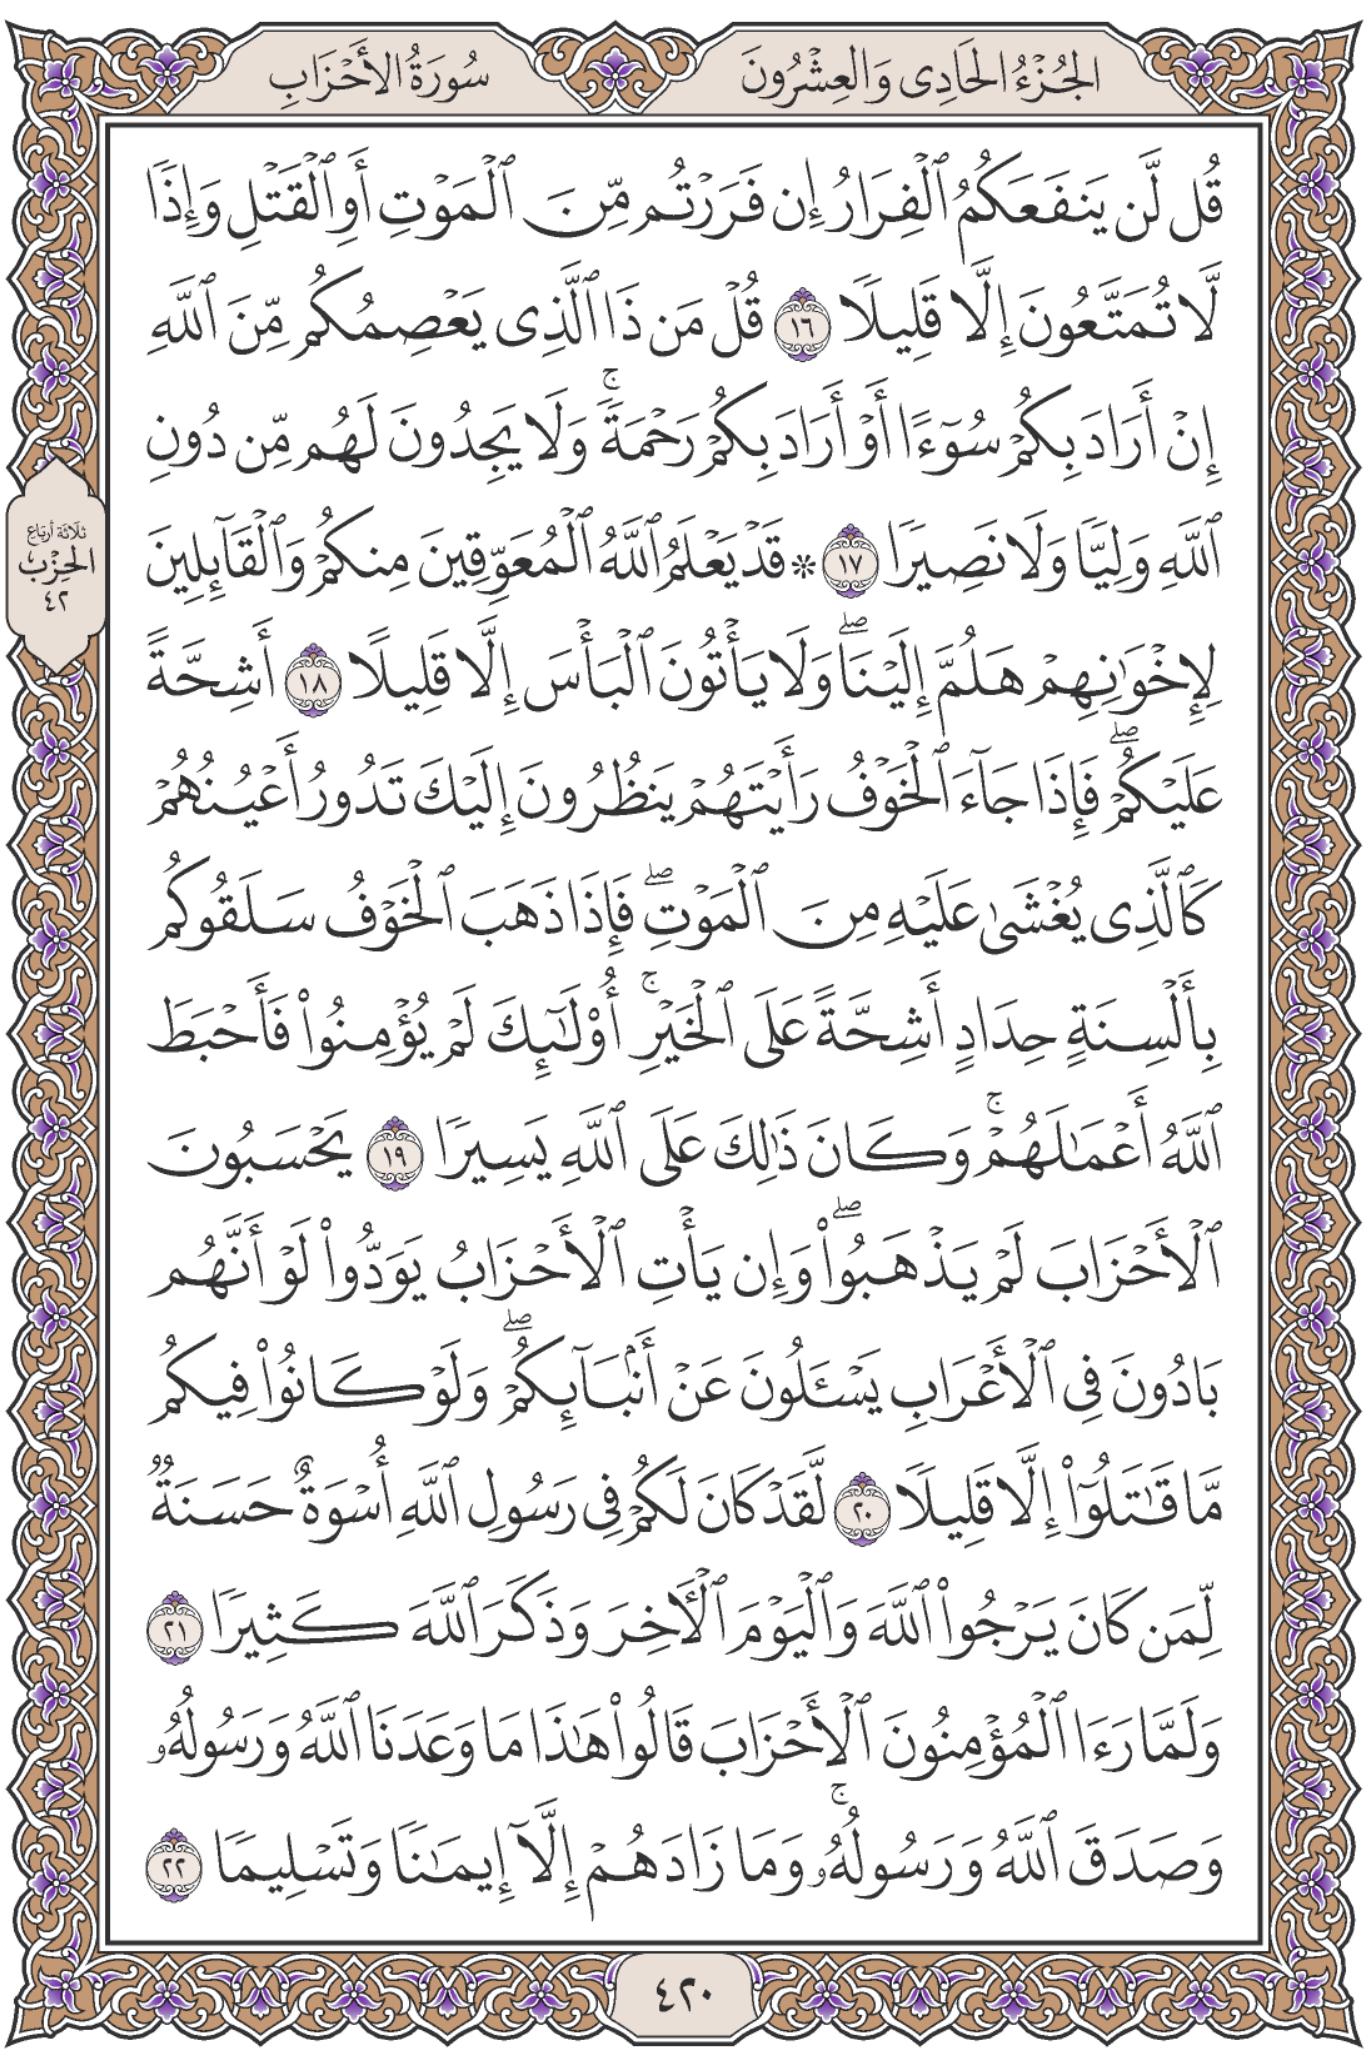 الجُزْءُ الحَادِى وَالعِشْرُونَ
سُورَةُ الأَحْزَابِ
قُل لَّن يَنفَعَكُمُ ٱلْفِرَارُ إِن فَرَرْتُم مِّنَ ٱلْمَوْتِ أَوِ ٱلْقَتْلِ وَإِذًا
لَّا تُمَتَّعُونَ إِلَّا قَلِيلًا ١٦ قُلْ مَن ذَا ٱلَّذِى يَعْصِمُكُم مِّنَ ٱللَّهِ
إِنْ أَرَادَ بِكُمْ سُوٓءًا أَوْ أَرَادَ بِكُمْ رَحْمَةً ۚ وَلَا يَجِدُونَ لَهُم مِّن دُونِ
ٱللَّهِ وَلِيًّا وَلَا نَصِيرًا ١٧ * قَدْ يَعْلَمُ ٱللَّهُ ٱلْمُعَوِّقِينَ مِنكُمْ وَٱلْقَآئِلِينَ
لِإِخْوَٰنِهِمْ هَلُمَّ إِلَيْنَا ۖ وَلَا يَأْتُونَ ٱلْبَأْسَ إِلَّا قَلِيلًا ١٨ أَشِحَّةً
عَلَيْكُمْ ۖ فَإِذَا جَآءَ ٱلْخَوْفُ رَأَيْتَهُمْ يَنظُرُونَ إِلَيْكَ تَدُورُ أَعْيُنُهُمْ
كَٱلَّذِى يُغْشَىٰ عَلَيْهِ مِنَ ٱلْمَوْتِ ۖ فَإِذَا ذَهَبَ ٱلْخَوْفُ سَلَقُوكُم
بِأَلْسِنَةٍ حِدَادٍ أَشِحَّةً عَلَى ٱلْخَيْرِ ۚ أُو۟لَٰٓئِكَ لَمْ يُؤْمِنُوا۟ فَأَحْبَطَ
ٱللَّهُ أَعْمَٰلَهُمْ ۚ وَكَانَ ذَٰلِكَ عَلَى ٱللَّهِ يَسِيرًا ١٩ يَحْسَبُونَ
ٱلْأَحْزَابَ لَمْ يَذْهَبُوا۟ ۖ وَإِن يَأْتِ ٱلْأَحْزَابُ يَوَدُّوا۟ لَوْ أَنَّهُم
بَادُونَ فِى ٱلْأَعْرَابِ يَسْـَٔلُونَ عَنْ أَنۢبَآئِكُمْ ۖ وَلَوْ كَانُوا۟ فِيكُم
مَّا قَٰتَلُوٓا۟ إِلَّا قَلِيلًا ٢٠ لَّقَدْ كَانَ لَكُمْ فِى رَسُولِ ٱللَّهِ أُسْوَةٌ حَسَنَةٌ
لِّمَن كَانَ يَرْجُوا۟ ٱللَّهَ وَٱلْيَوْمَ ٱلْـَٔاخِرَ وَذَكَرَ ٱللَّهَ كَثِيرًا ٢١
وَلَمَّا رَءَا ٱلْمُؤْمِنُونَ ٱلْأَحْزَابَ قَالُوا۟ هَٰذَا مَا وَعَدَنَا ٱللَّهُ وَرَسُولُهُۥ
وَصَدَقَ ٱللَّهُ وَرَسُولُهُۥ ۚ وَمَا زَادَهُمْ إِلَّآ إِيمَٰنًا وَتَسْلِيمًا ٢٢
ثلاثة أرباع
الحِزْب
٤٢
٤٢٠